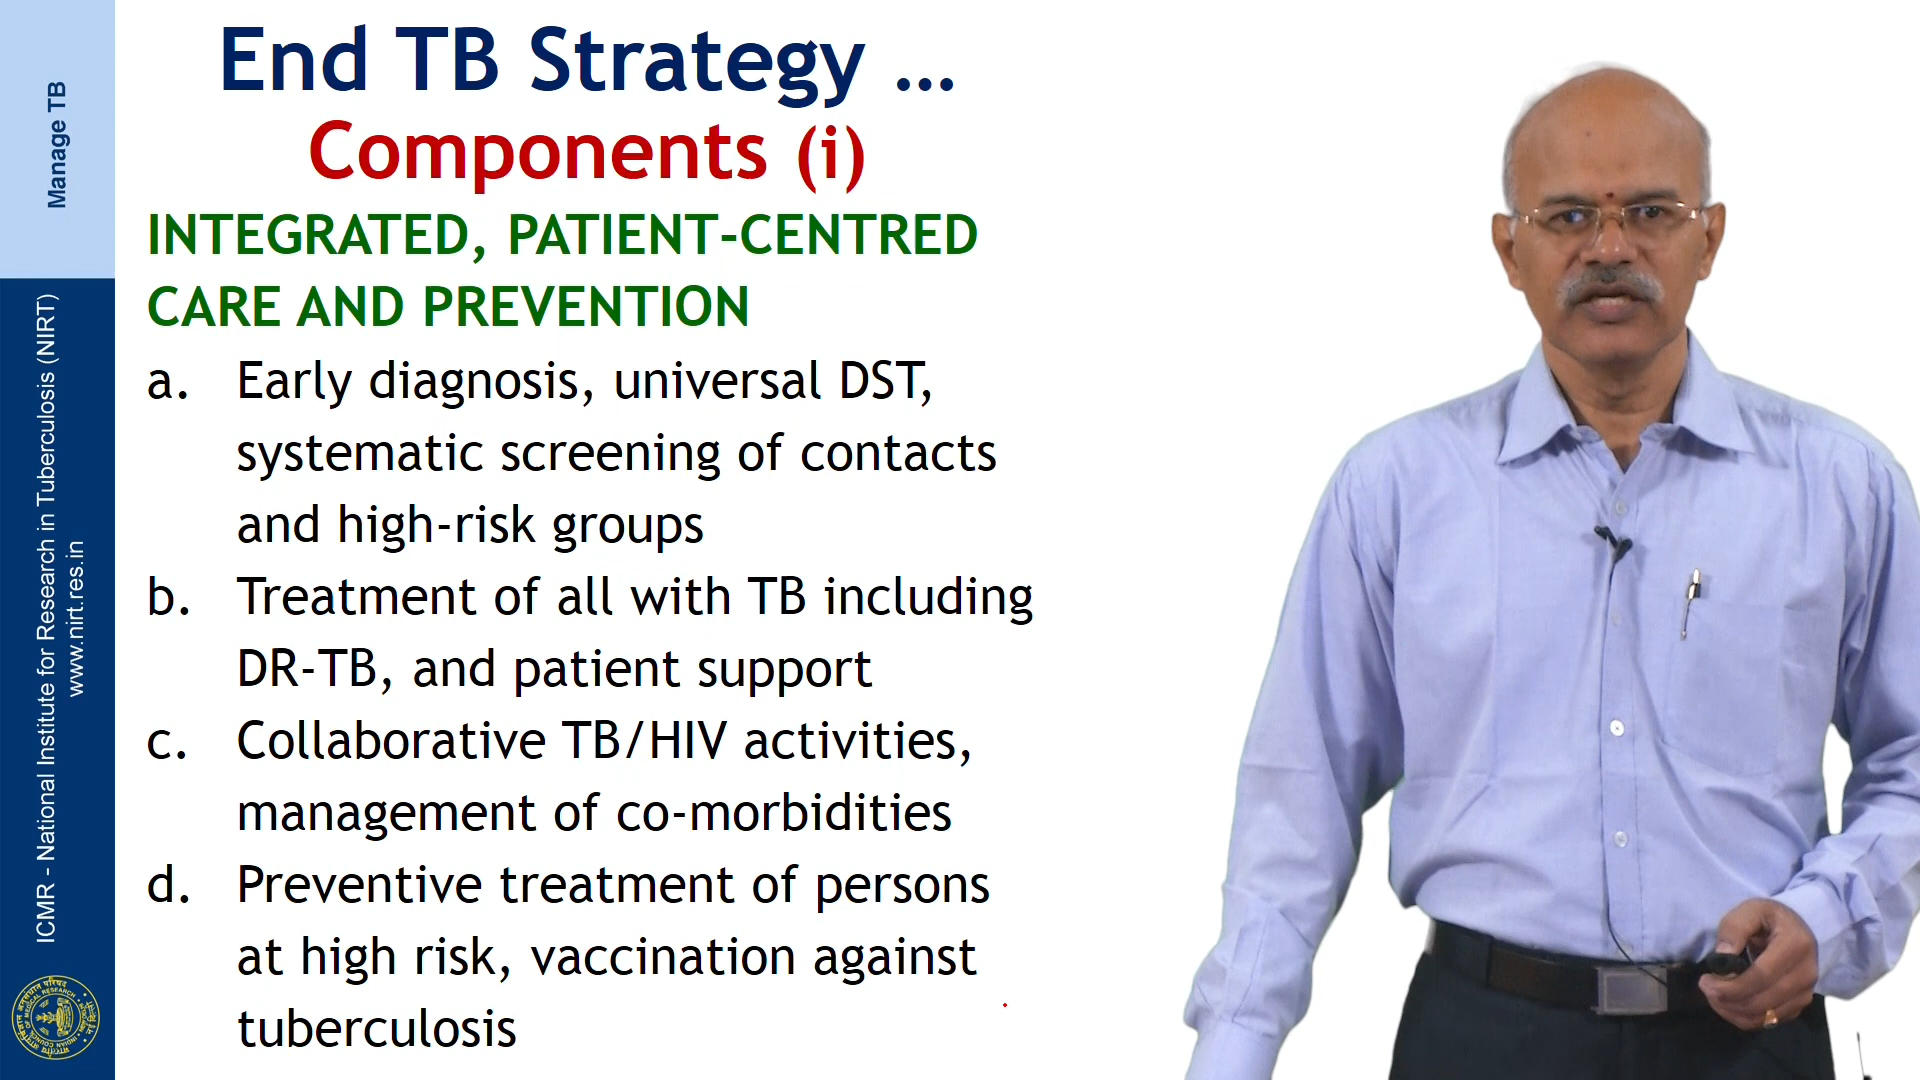 End TB Strategy ...
Components (i)
INTEGRATED, PATIENT-CENTRED
CARE AND PREVENTION
a. Early diagnosis, universal DST,
systematic screening of contacts
and high-risk groups
b. Treatment of all with TB including
DR-TB, and patient support
c. Collaborative TB/HIV activities,
management of co-morbidities
d. Preventive treatment of persons
at high risk, vaccination against
tuberculosis
Manage TB
ICMR - National Institute for Research in Tuberculosis (NIRT)
www.nirt.res.in